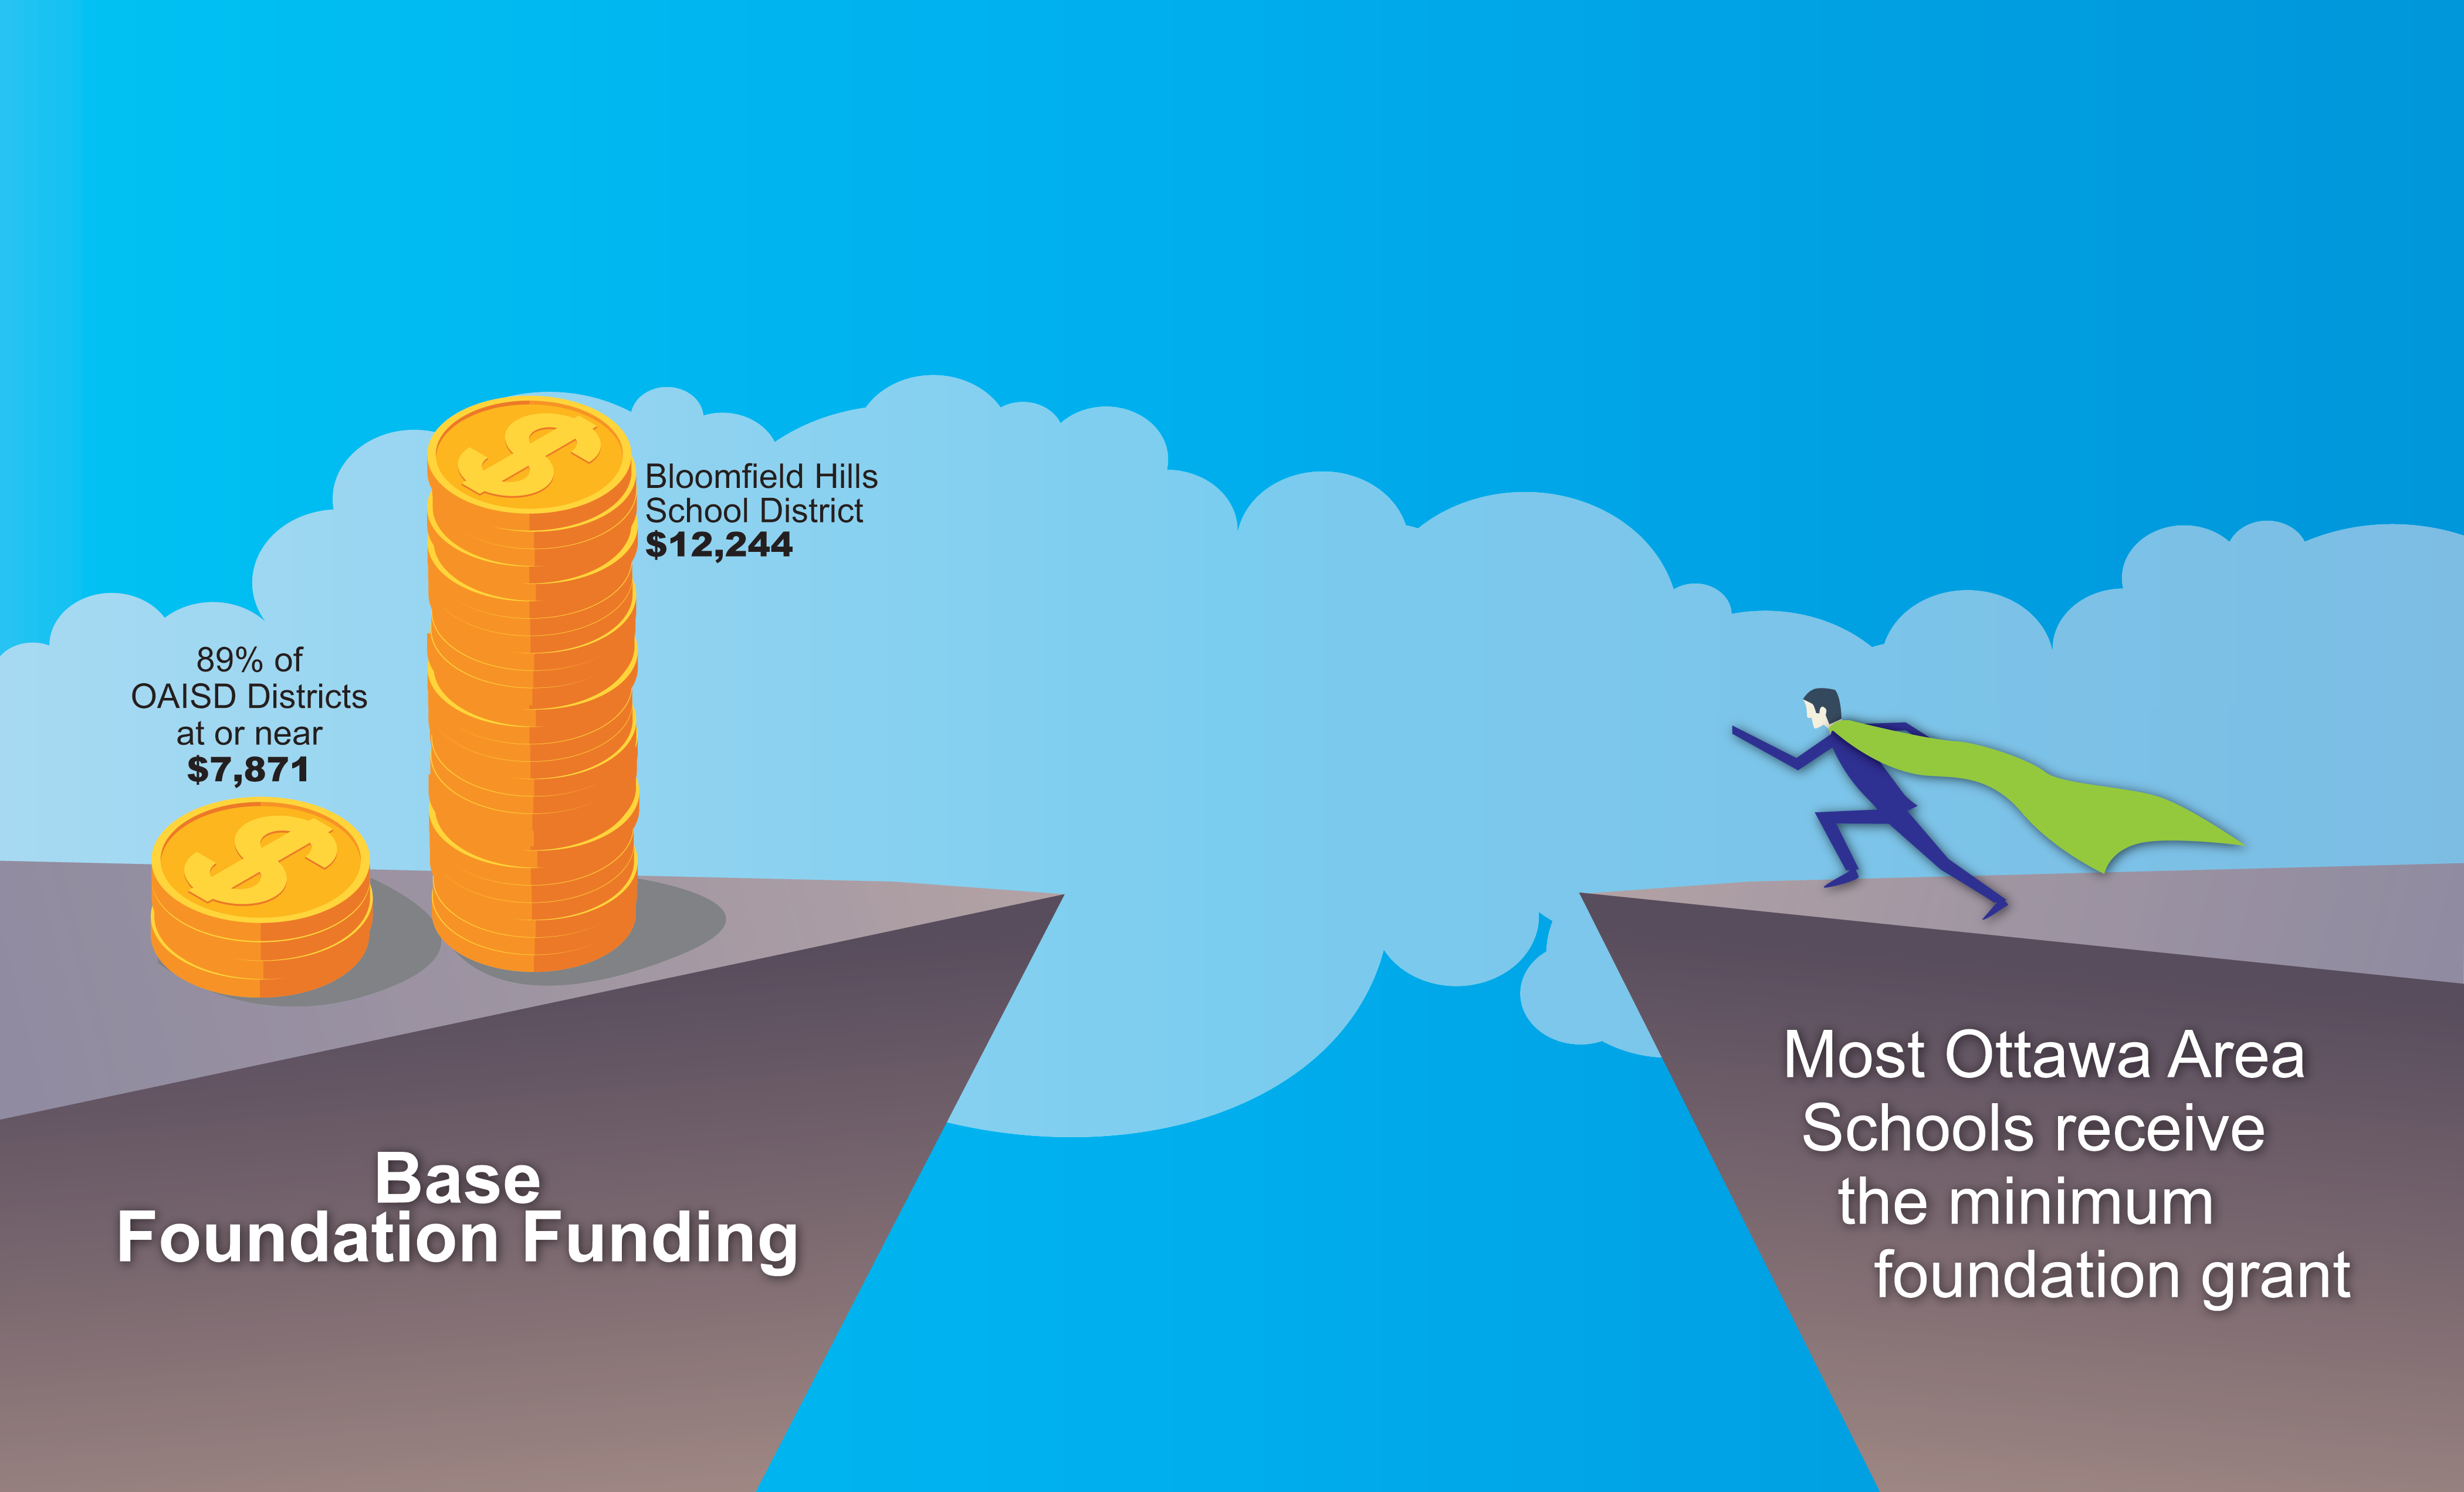 Bloomfield Hills
School District
$12,244
89% of
OAISD Districts
at or near
$7,871
Base
Foundation Funding
Most Ottawa Area
Schools receive
the minimum
foundation grant